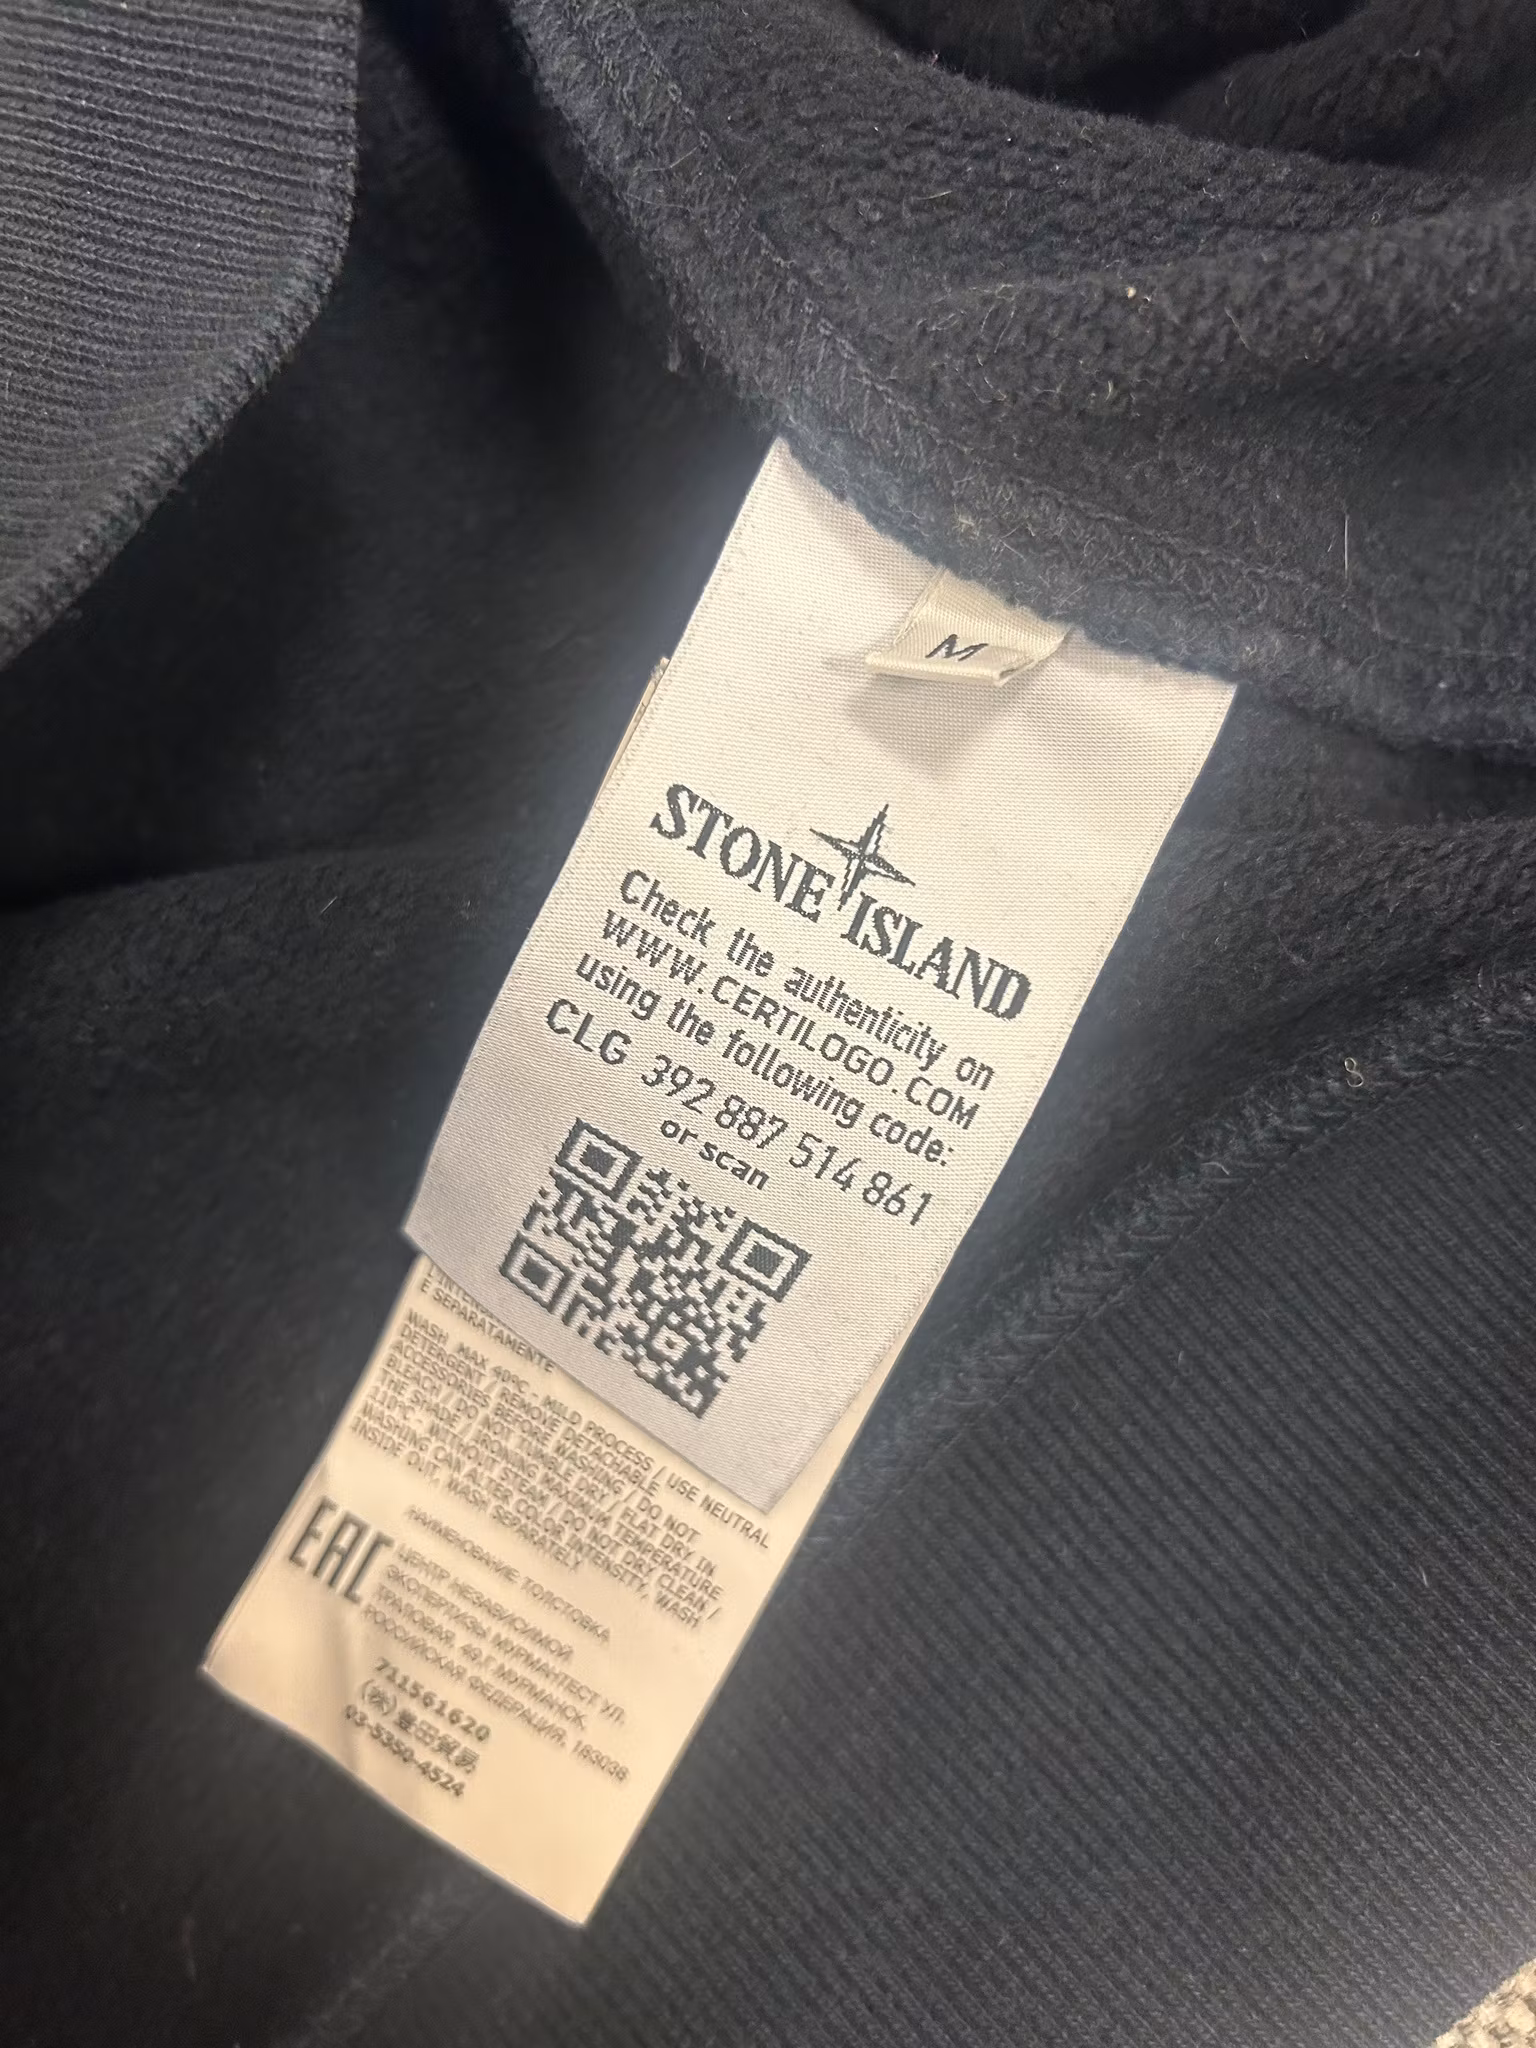 M
STONE ISLAND
Check the authenticity on
WWW.CERTILOGO.COM
using the following code:
CLG 392 887 514 861
or scan
E SEPARATAMENTE
WASH MAX 40°C - MILD PROCESS / USE NEUTRAL
DETERGENT / REMOVE DETACHABLE
ACCESSORIES BEFORE WASHING / DO NOT
BLEACH / DO NOT TUMBLE DRY / FLAT DRY IN
THE SHADE / IRONING MAXIMUM TEMPERATURE
110°C - WITHOUT STEAM / DO NOT DRY CLEAN /
WASHING CAN ALTER COLOR INTENSITY, WASH
INSIDE OUT, WASH SEPARATELY
EAC
НАИМЕНОВАНИЕ ТОЛСТОВКА
ЦЕНТР НЕЗАВИСИМОЙ
ЭКСПЕРТИЗЫ МУРМАНТЕСТ УЛ.
ТРАЛОВАЯ, 49 Г.МУРМАНСК,
РОССИЙСКАЯ ФЕДЕРАЦИЯ, 183038
711561620
(株)豊田貿易
03-5350-4524